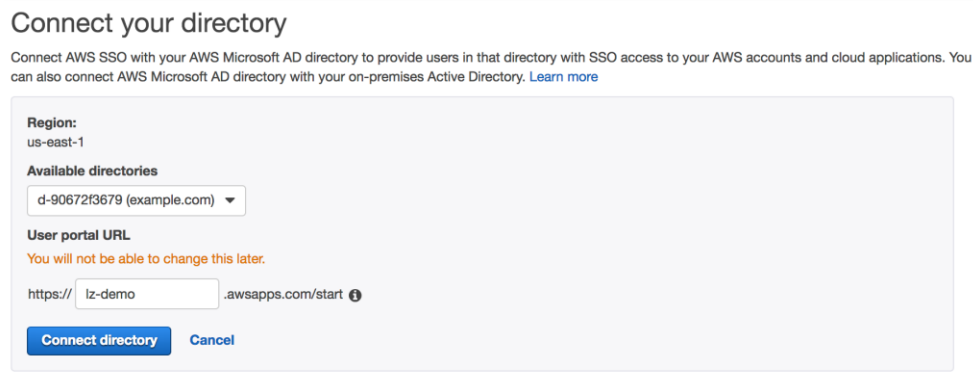 Connect your directory
Connect AWS SSO with your AWS Microsoft AD directory to provide users in that directory with SSO access to your AWS accounts and cloud applications. You
can also connect AWS Microsoft AD directory with your on-premises Active Directory. Learn more
Region:
us-east-1
Available directories
d-90672f3679 (example.com)
User portal URL
You will not be able to change this later.
https:// lz-demo .awsapps.com/start
Connect directory Cancel